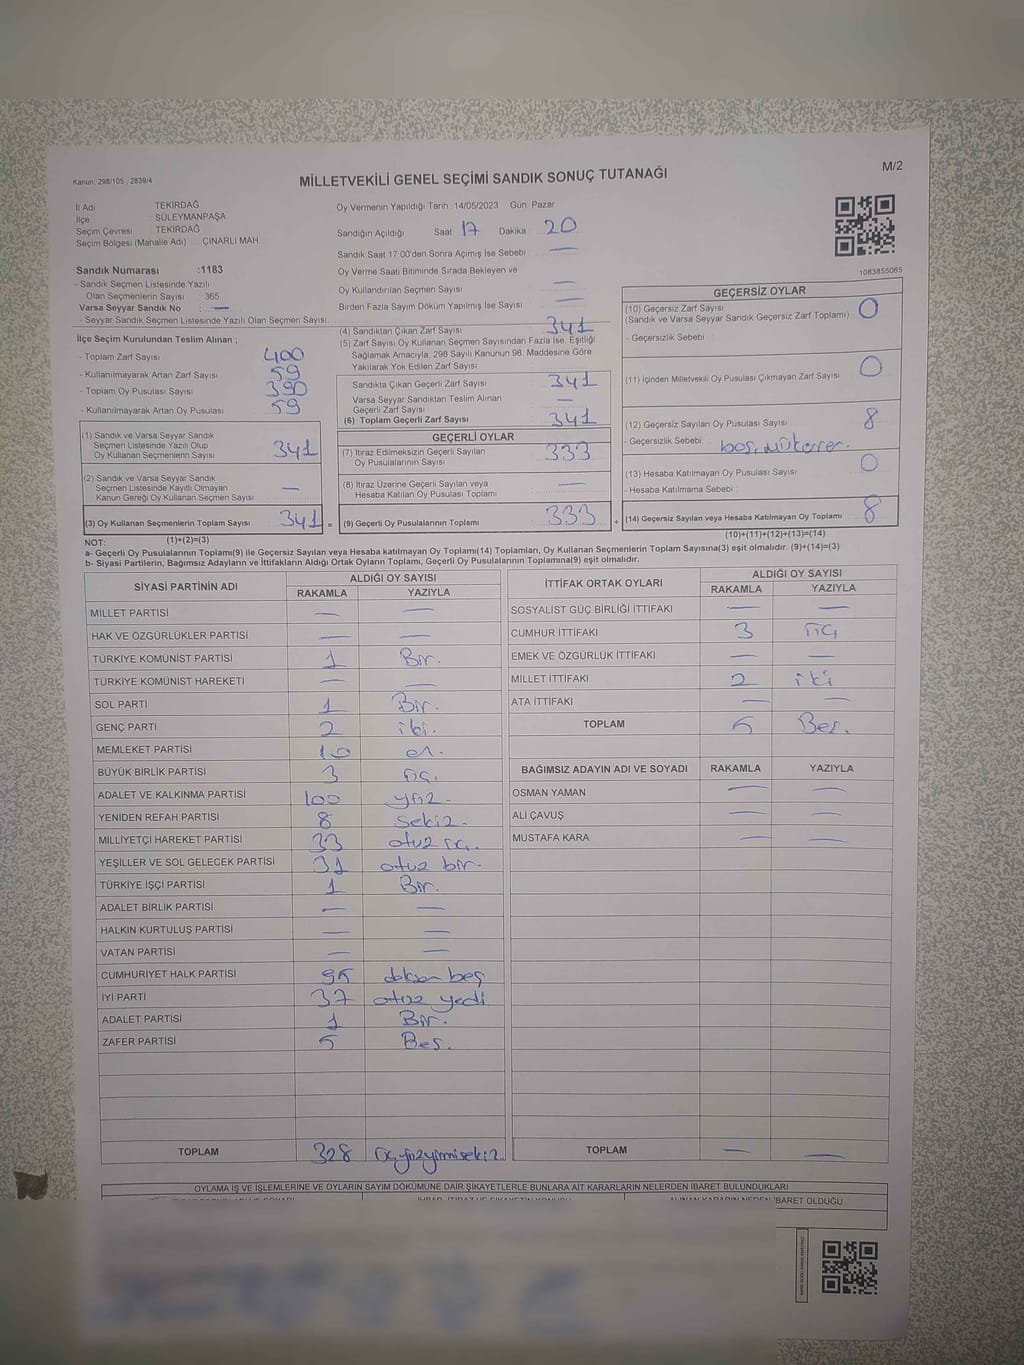 Kanun, 298/105 , 2839/4
MİLLETVEKİLİ GENEL SEÇİMİ SANDIK SONUÇ TUTANAĞI
M/2
İl Adı TEKİRDAĞ
İlçe : SÜLEYMANPAŞA
Seçim Çevresi TEKİRDAĞ
Seçim Bölgesi (Mahalle Adı) : ÇINARLI MAH
Sandık Numarası :1183
- Sandık Seçmen Listesinde Yazılı
Olan Seçmenlerin Sayısı : 365
Varsa Seyyar Sandık No : —
- Seyyar Sandık Seçmen Listesinde Yazılı Olan Seçmen Sayısı
Oy Vermenin Yapıldığı Tarih : 14/05/2023 Gün: Pazar
Sandığın Açıldığı Saat 17 Dakika 20
Sandık Saat 17.00'den Sonra Açılmış İse Sebebi : —
Oy Verme Saati Bitiminde Sırada Bekleyen ve
Oy Kullandırılan Seçmen Sayısı —
Birden Fazla Sayım Döküm Yapılmış İse Sayısı —
1083855065
İlçe Seçim Kurulundan Teslim Alınan ;
- Toplam Zarf Sayısı 400
- Kullanılmayarak Artan Zarf Sayısı : 59
- Toplam Oy Pusulası Sayısı 390
- Kullanılmayarak Artan Oy Pusulası : 59
(1) Sandık ve Varsa Seyyar Sandık
Seçmen Listesinde Yazılı Olup
Oy Kullanan Seçmenlerin Sayısı 341
(2) Sandık ve Varsa Seyyar Sandık
Seçmen Listesinde Kayıtlı Olmayan
Kanun Gereği Oy Kullanan Seçmen Sayısı —
(3) Oy Kullanan Seçmenlerin Toplam Sayısı 341 =
(1)+(2)=(3)
(4) Sandıktan Çıkan Zarf Sayısı 341
(5) Zarf Sayısı Oy Kullanan Seçmen Sayısından Fazla İse, Eşitliği
Sağlamak Amacıyla; 298 Sayılı Kanunun 98. Maddesine Göre
Yakılarak Yok Edilen Zarf Sayısı
Sandıkta Çıkan Geçerli Zarf Sayısı 341
Varsa Seyyar Sandıktan Teslim Alınan
Geçerli Zarf Sayısı —
(6) Toplam Geçerli Zarf Sayısı 341
GEÇERLİ OYLAR
(7) İtiraz Edilmeksizin Geçerli Sayılan
Oy Pusulalarının Sayısı 333
(8) İtiraz Üzerine Geçerli Sayılan veya
Hesaba Katılan Oy Pusulası Toplamı —
(9) Geçerli Oy Pusulalarının Toplamı 333 +
GEÇERSİZ OYLAR
(10) Geçersiz Zarf Sayısı 0
(Sandık ve Varsa Seyyar Sandık Geçersiz Zarf Toplamı)
- Geçersizlik Sebebi
(11) İçinden Milletvekili Oy Pusulası Çıkmayan Zarf Sayısı 0
(12) Geçersiz Sayılan Oy Pusulası Sayısı 8
- Geçersizlik Sebebi : boş, mükerrer.
(13) Hesaba Katılmayan Oy Pusulası Sayısı 0
- Hesaba Katılmama Sebebi :
(14) Geçersiz Sayılan veya Hesaba Katılmayan Oy Toplamı 8
(10)+(11)+(12)+(13)=(14)
NOT:
a- Geçerli Oy Pusulalarının Toplamı(9) ile Geçersiz Sayılan veya Hesaba katılmayan Oy Toplamı(14) Toplamları, Oy Kullanan Seçmenlerin Toplam Sayısına(3) eşit olmalıdır. (9)+(14)=(3)
b- Siyasi Partilerin, Bağımsız Adayların ve İttifakların Aldığı Ortak Oyların Toplamı, Geçerli Oy Pusulalarının Toplamına(9) eşit olmalıdır.
SİYASİ PARTİNİN ADI ALDIĞI OY SAYISI
RAKAMLA YAZIYLA
MİLLET PARTİSİ — —
HAK VE ÖZGÜRLÜKLER PARTİSİ — —
TÜRKİYE KOMÜNİST PARTİSİ 1 Bir.
TÜRKİYE KOMÜNİST HAREKETİ — —
SOL PARTİ 1 Bir.
GENÇ PARTİ 2 iki.
MEMLEKET PARTİSİ 10 on.
BÜYÜK BİRLİK PARTİSİ 3 üç.
ADALET VE KALKINMA PARTİSİ 100 yüz.
YENİDEN REFAH PARTİSİ 8 sekiz.
MİLLİYETÇİ HAREKET PARTİSİ 33 otuz üç.
YEŞİLLER VE SOL GELECEK PARTİSİ 31 otuz bir.
TÜRKİYE İŞÇİ PARTİSİ 1 Bir.
ADALET BİRLİK PARTİSİ — —
HALKIN KURTULUŞ PARTİSİ — —
VATAN PARTİSİ — —
CUMHURİYET HALK PARTİSİ 95 doksan beş
İYİ PARTİ 37 otuz yedi
ADALET PARTİSİ 1 Bir.
ZAFER PARTİSİ 5 Beş.
TOPLAM 328 üçyüzyirmisekiz.
İTTİFAK ORTAK OYLARI ALDIĞI OY SAYISI
RAKAMLA YAZIYLA
SOSYALİST GÜÇ BİRLİĞİ İTTİFAKI — —
CUMHUR İTTİFAKI 3 üç
EMEK VE ÖZGÜRLÜK İTTİFAKI — —
MİLLET İTTİFAKI 2 iki
ATA İTTİFAKI — —
TOPLAM 5 Beş.
BAĞIMSIZ ADAYIN ADI VE SOYADI RAKAMLA YAZIYLA
OSMAN YAMAN — —
ALİ ÇAVUŞ — —
MUSTAFA KARA — —
TOPLAM — —
OYLAMA İŞ VE İŞLEMLERİNE VE OYLARIN SAYIM DÖKÜMÜNE DAİR ŞİKAYETLERLE BUNLARA AİT KARARLARIN NELERDEN İBARET BULUNDUKLARI
ALINAN KARARIN NEDEN İBARET OLDUĞU